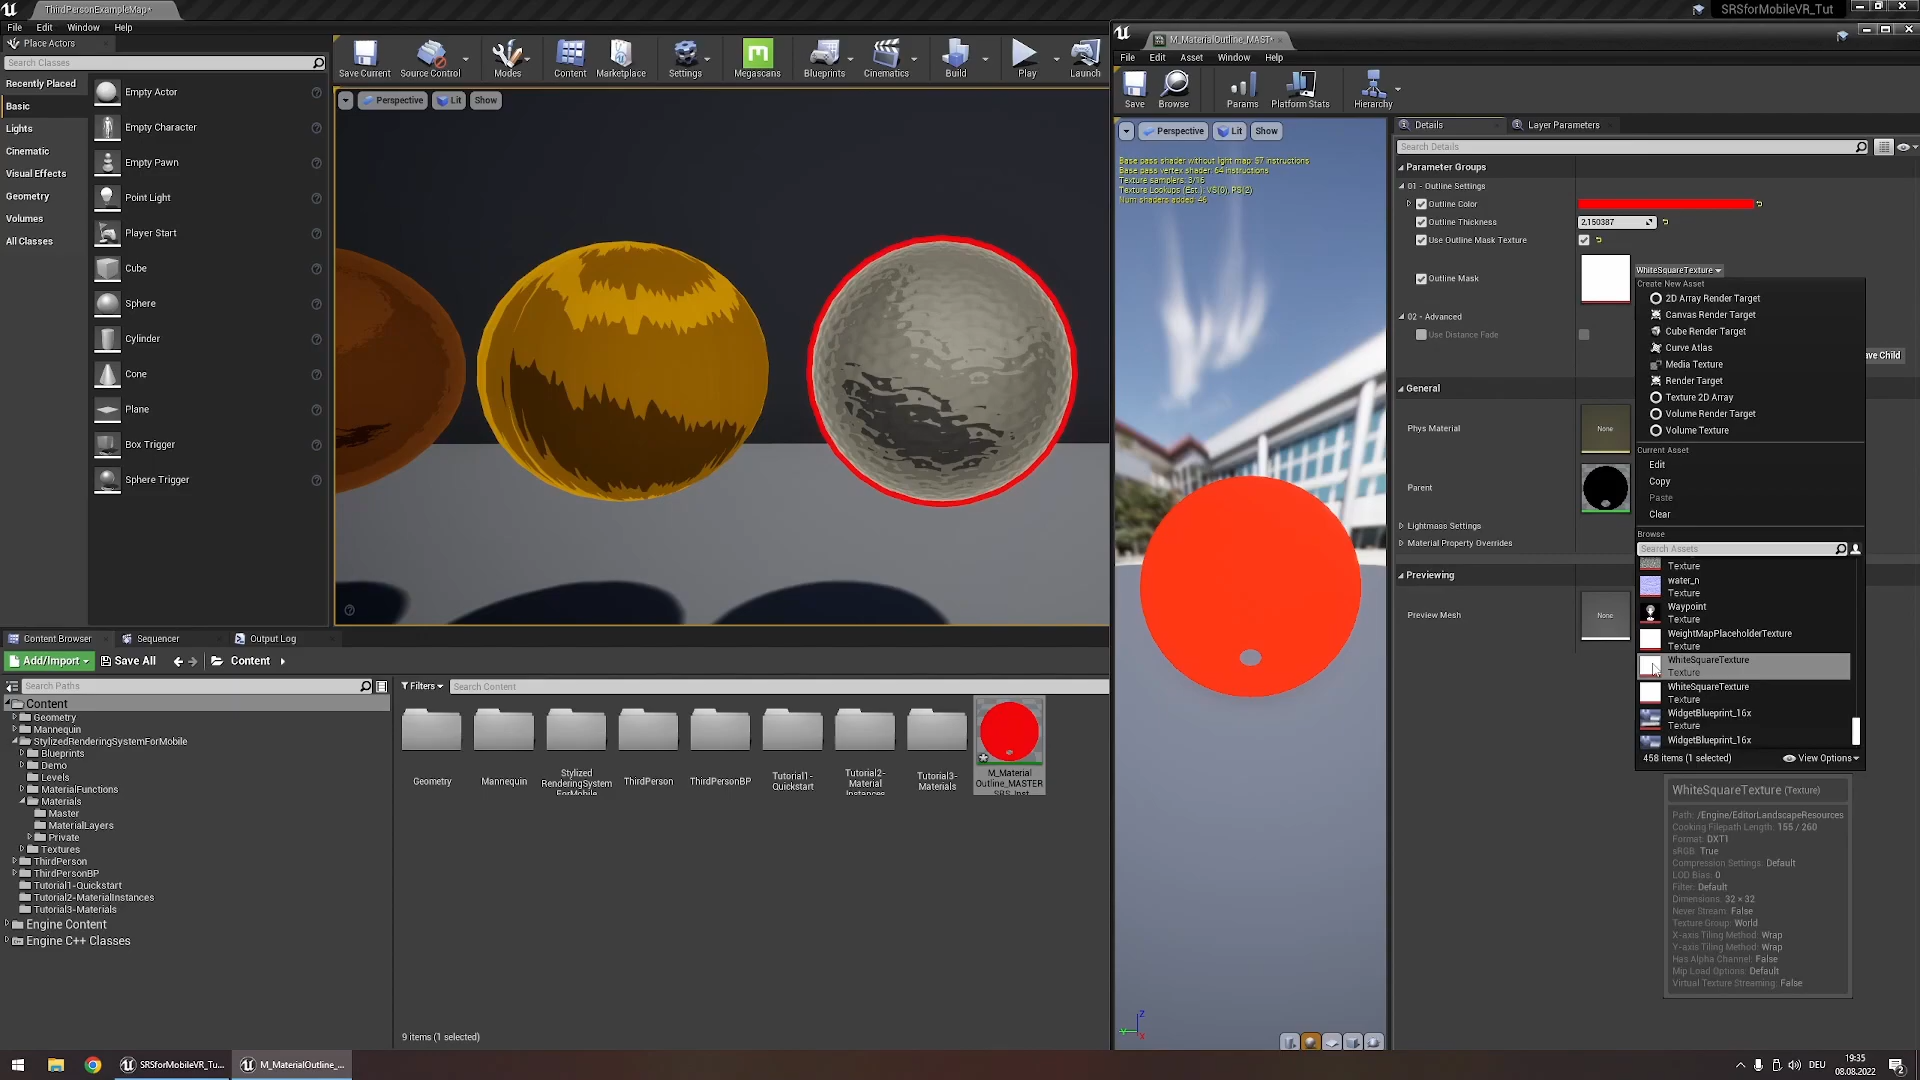 ThirdPersonExampleMap*
SRSforMobileVR_Tut
File Edit Window Help
Place Actors
Search Classes
Recently Placed
Basic
Lights
Cinematic
Visual Effects
Geometry
Volumes
All Classes
Empty Actor
Empty Character
Empty Pawn
Point Light
Player Start
Cube
Sphere
Cylinder
Cone
Plane
Box Trigger
Sphere Trigger
Save Current
Source Control
Modes
Content
Marketplace
Settings
Megascans
Blueprints
Cinematics
Build
Play
Launch
Perspective
Lit
Show
M_MaterialOutline_MAST*
File Edit Asset Window Help
Save
Browse
Params
Platform Stats
Hierarchy
Perspective
Lit
Show
Base pass shader without light map: 57 instructions
Base pass vertex shader: 64 instructions
Texture samplers: 3/16
Texture Lookups (Est.): VS(0), PS(2)
Num shaders added: 46
Details
Layer Parameters
Search Details
Parameter Groups
01 - Outline Settings
Outline Color
Outline Thickness
2,150387
Use Outline Mask Texture
Outline Mask
WhiteSquareTexture
02 - Advanced
Use Distance Fade
ave Child
General
Phys Material
None
Parent
Lightmass Settings
Material Property Overrides
Previewing
Preview Mesh
None
Create New Asset
2D Array Render Target
Canvas Render Target
Cube Render Target
Curve Atlas
Media Texture
Render Target
Texture 2D Array
Volume Render Target
Volume Texture
Current Asset
Edit
Copy
Paste
Clear
Browse
Search Assets
Texture
water_n
Texture
Waypoint
Texture
WeightMapPlaceholderTexture
Texture
WhiteSquareTexture
Texture
WhiteSquareTexture
Texture
WidgetBlueprint_16x
Texture
WidgetBlueprint_16x
458 items (1 selected)
View Options
WhiteSquareTexture (Texture)
Path: /Engine/EditorLandscapeResources
Cooking Filepath Length: 155 / 260
Format: DXT1
sRGB: True
Compression Settings: Default
LOD Bias: 0
Filter: Default
Dimensions: 32 × 32
Never Stream: False
Texture Group: World
X-axis Tiling Method: Wrap
Y-axis Tiling Method: Wrap
Has Alpha Channel: False
Mip Load Options: Default
Virtual Texture Streaming: False
Content Browser
Sequencer
Output Log
Add/Import
Save All
Content
Search Paths
Filters
Search Content
Content
Geometry
Mannequin
StylizedRenderingSystemForMobile
Blueprints
Demo
Levels
MaterialFunctions
Materials
Master
MaterialLayers
Private
Textures
ThirdPerson
ThirdPersonBP
Tutorial1-Quickstart
Tutorial2-MaterialInstances
Tutorial3-Materials
Engine Content
Engine C++ Classes
Geometry
Mannequin
Stylized
RenderingSystem
ForMobile
ThirdPerson
ThirdPersonBP
Tutorial1-
Quickstart
Tutorial2-
Material
Instances
Tutorial3-
Materials
M_Material
Outline_MASTER
SRS_Inst
9 items (1 selected)
Z
Y
X
SRSforMobileVR_Tu...
M_MaterialOutline_...
DEU
19:35
08.08.2022
2